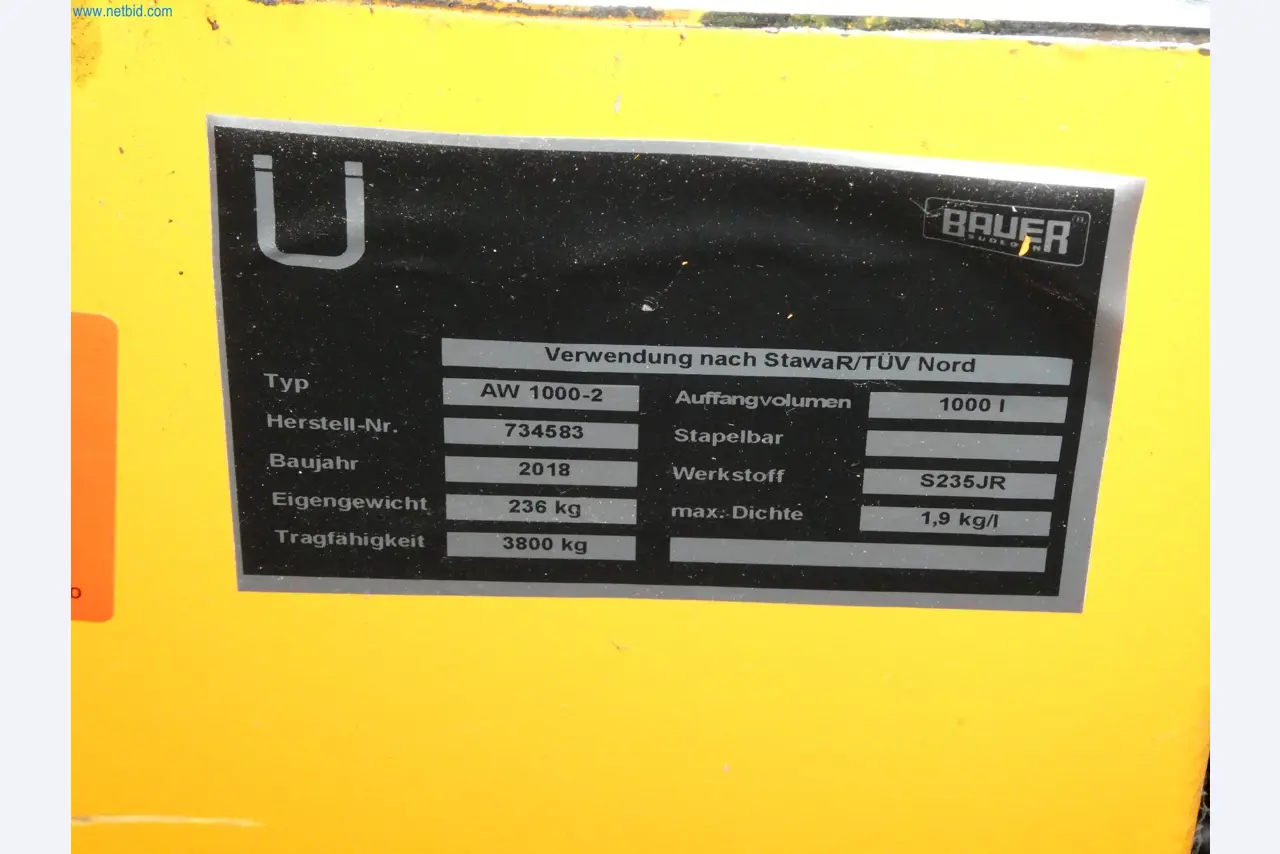 www.netbid.com
Ü
BAUER
SÜDLOHN
Verwendung nach StawaR/TÜV Nord
Typ AW 1000-2 Auffangvolumen 1000 l
Herstell-Nr. 734583 Stapelbar
Baujahr 2018 Werkstoff S235JR
Eigengewicht 236 kg max. Dichte 1,9 kg/l
Tragfähigkeit 3800 kg